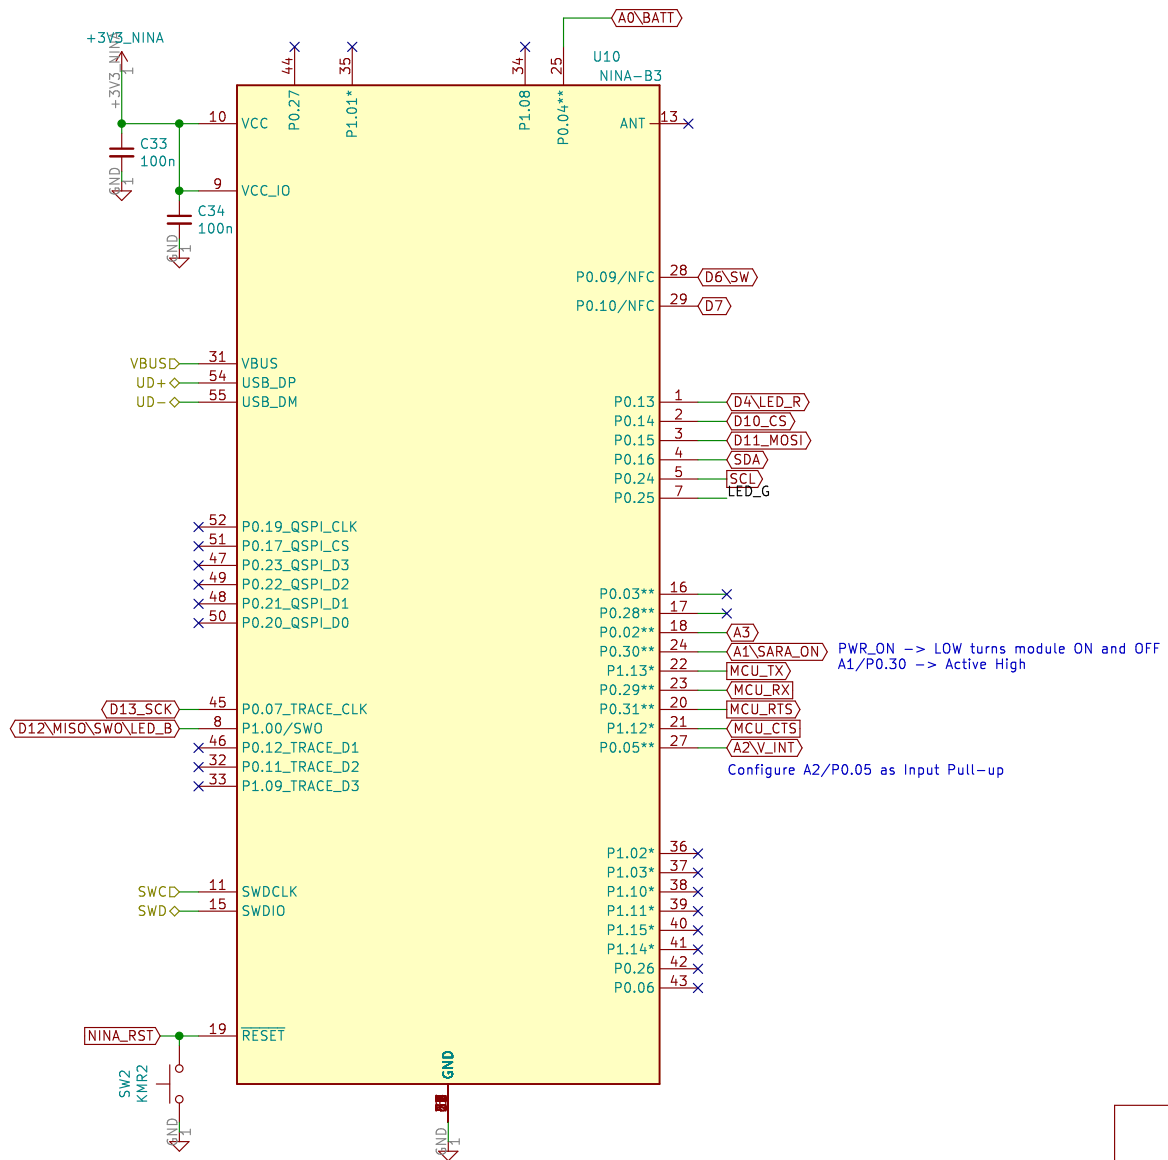 A0\BATT
+3V3_NINA
+3V3_NINA
1
44
35
34
25
U10
NINA-B3
P0.27
P1.01*
P1.08
P0.04**
10
VCC
ANT
13
C33
100n
GND
1
9
VCC_IO
C34
100n
GND
1
P0.09/NFC
28
D6\SW
P0.10/NFC
29
D7
VBUS
31
VBUS
UD+
54
USB_DP
UD-
55
USB_DM
P0.13
1
D4\LED_R
P0.14
2
D10_CS
P0.15
3
D11_MOSI
P0.16
4
SDA
P0.24
5
SCL
P0.25
7
LED_G
52
P0.19_QSPI_CLK
51
P0.17_QSPI_CS
47
P0.23_QSPI_D3
49
P0.22_QSPI_D2
48
P0.21_QSPI_D1
50
P0.20_QSPI_D0
P0.03**
16
P0.28**
17
P0.02**
18
A3
P0.30**
24
A1\SARA_ON
PWR_ON -> LOW turns module ON and OFF
A1/P0.30 -> Active High
P1.13*
22
MCU_TX
P0.29**
23
MCU_RX
P0.31**
20
MCU_RTS
P1.12*
21
MCU_CTS
P0.05**
27
A2\V_INT
Configure A2/P0.05 as Input Pull-up
D13_SCK
45
P0.07_TRACE_CLK
D12\MISO\SWO\LED_B
8
P1.00/SWO
46
P0.12_TRACE_D1
32
P0.11_TRACE_D2
33
P1.09_TRACE_D3
P1.02*
36
P1.03*
37
P1.10*
38
P1.11*
39
P1.15*
40
P1.14*
41
P0.26
42
P0.06
43
SWC
11
SWDCLK
SWD
15
SWDIO
NINA_RST
19
RESET
SW2
KMR2
GND
1
GND
GND
1